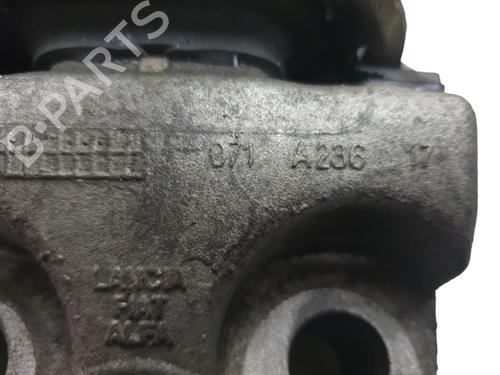 B-PARTS
071 A236 17
LANCIA
FIAT
ALFA